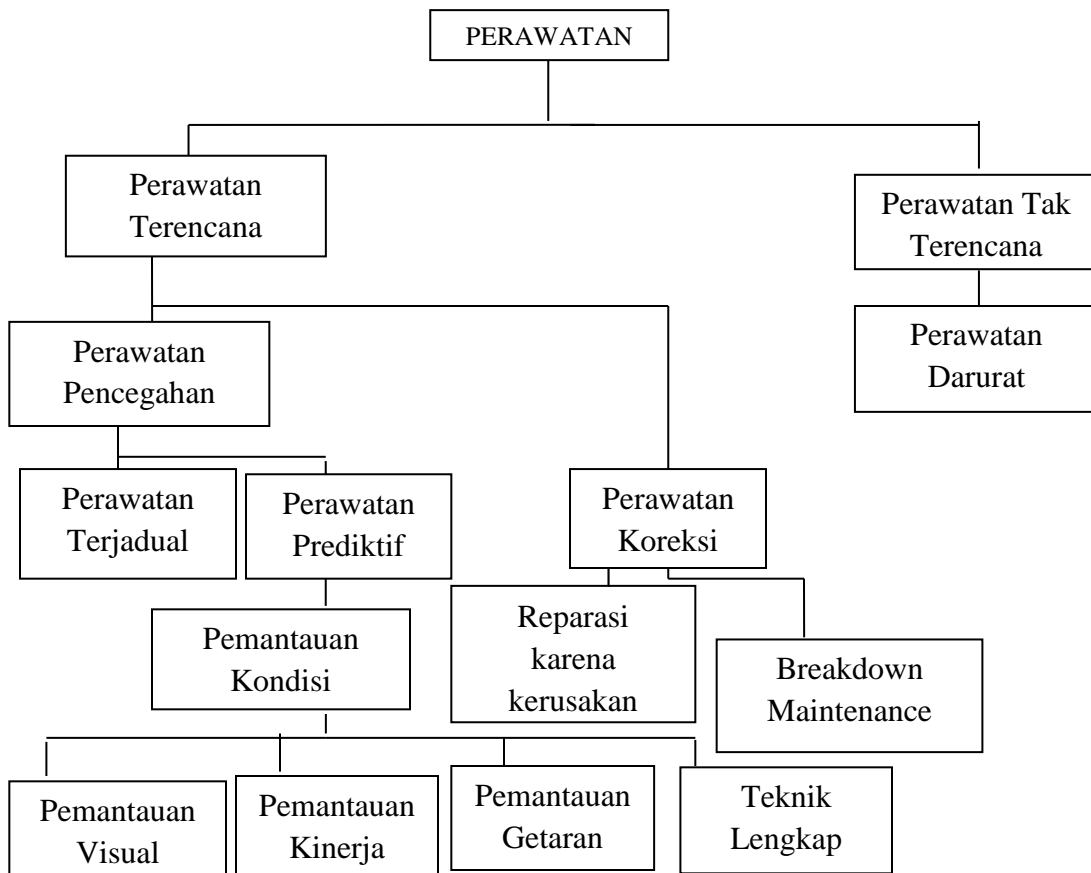 PERAWATAN
Perawatan
Terencana
Perawatan Tak
Terencana
Perawatan
Pencegahan
Perawatan
Darurat
Perawatan
Terjadual
Perawatan
Prediktif
Perawatan
Koreksi
Pemantauan
Kondisi
Reparasi
karena
kerusakan
Breakdown
Maintenance
Pemantauan
Visual
Pemantauan
Kinerja
Pemantauan
Getaran
Teknik
Lengkap